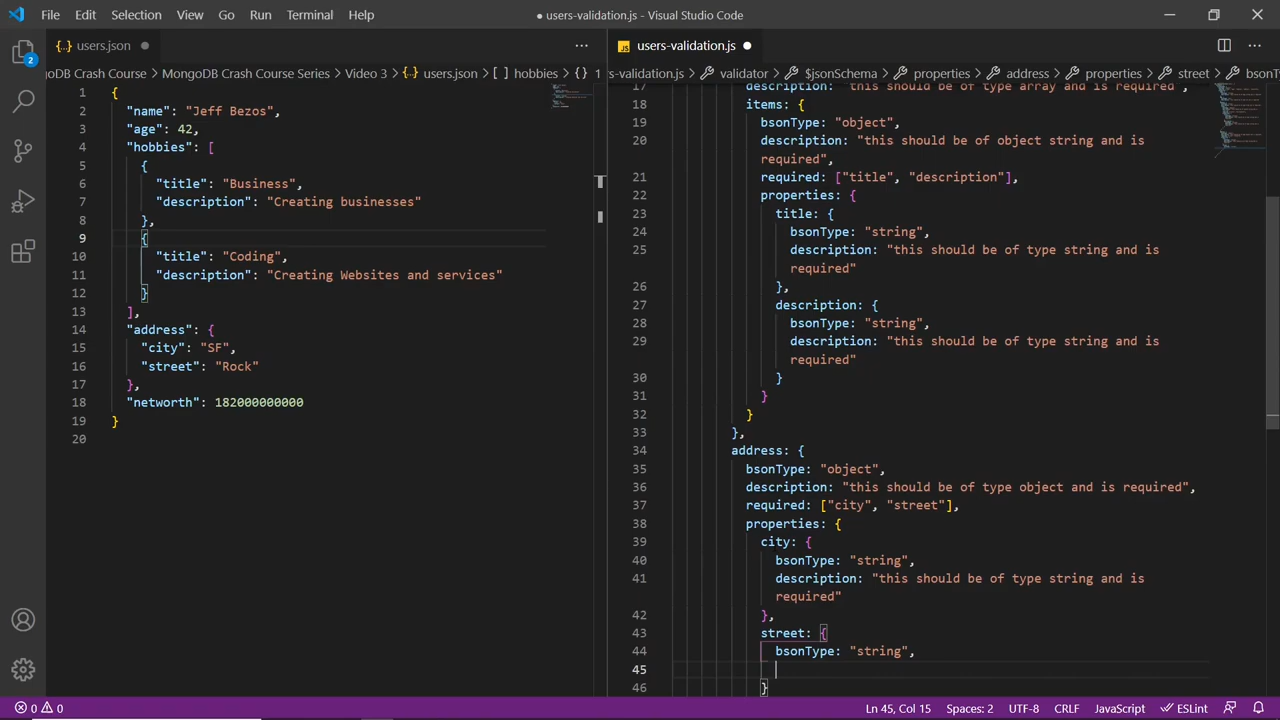 File Edit Selection View Go Run Terminal Help
● users-validation.js - Visual Studio Code
2
{..} users.json ●
JS users-validation.js ●
MongoDB Crash Course > MongoDB Crash Course Series > Video 3 > {..} users.json > [ ] hobbies > {} 1
s-validation.js > validator > $jsonSchema > properties > address > properties > street > bsonT
1 {
2 "name": "Jeff Bezos",
3 "age": 42,
4 "hobbies": [
5 {
6 "title": "Business",
7 "description": "Creating businesses"
8 },
9 {
10 "title": "Coding",
11 "description": "Creating Websites and services"
12 }
13 ],
14 "address": {
15 "city": "SF",
16 "street": "Rock"
17 },
18 "networth": 182000000000
19 }
20
17 description: "this should be of type array and is required",
18 items: {
19 bsonType: "object",
20 description: "this should be of object string and is
required",
21 required: ["title", "description"],
22 properties: {
23 title: {
24 bsonType: "string",
25 description: "this should be of type string and is
required"
26 },
27 description: {
28 bsonType: "string",
29 description: "this should be of type string and is
required"
30 }
31 }
32 }
33 },
34 address: {
35 bsonType: "object",
36 description: "this should be of type object and is required",
37 required: ["city", "street"],
38 properties: {
39 city: {
40 bsonType: "string",
41 description: "this should be of type string and is
required"
42 },
43 street: {
44 bsonType: "string",
45
46 }
0 0
Ln 45, Col 15 Spaces: 2 UTF-8 CRLF JavaScript ESLint